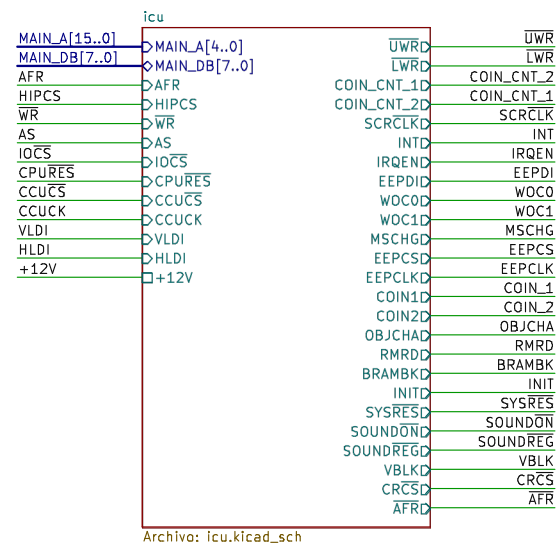 icu
MAIN_A[15..0] MAIN_A[4..0] UWR UWR
MAIN_DB[7..0] MAIN_DB[7..0] LWR LWR
AFR AFR COIN_CNT_1 COIN_CNT_2
HIPCS HIPCS COIN_CNT_2 COIN_CNT_1
WR WR SCRCLK SCRCLK
AS AS INT INT
IOCS IOCS IRQEN IRQEN
CPURES CPURES EEPDI EEPDI
CCUCS CCUCS WOC0 WOC0
CCUCK CCUCK WOC1 WOC1
VLDI VLDI MSCHG MSCHG
HLDI HLDI EEPCS EEPCS
+12V +12V EEPCLK EEPCLK
COIN1 COIN_1
COIN2 COIN_2
OBJCHA OBJCHA
RMRD RMRD
BRAMBK BRAMBK
INIT INIT
SYSRES SYSRES
SOUNDON SOUNDON
SOUNDREG SOUNDREG
VBLK VBLK
CRCS CRCS
AFR AFR
Archivo: icu.kicad_sch